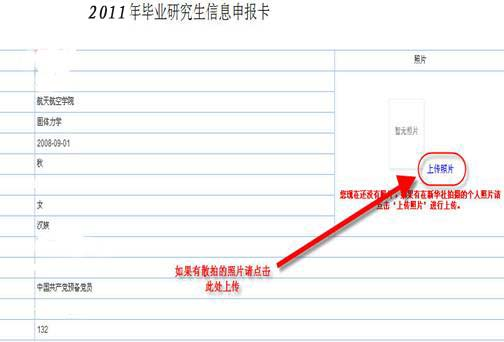 2011年毕业研究生信息申报卡
照片
航天航空学院
固体力学
暂无照片
2008-09-01
秋
上传照片
您现在还没有照片，如果有在新华社拍摄的个人照片请
点击‘上传照片’进行上传。
女
汉族
如果有散拍的照片请点击
此处上传
中国共产党预备党员
132